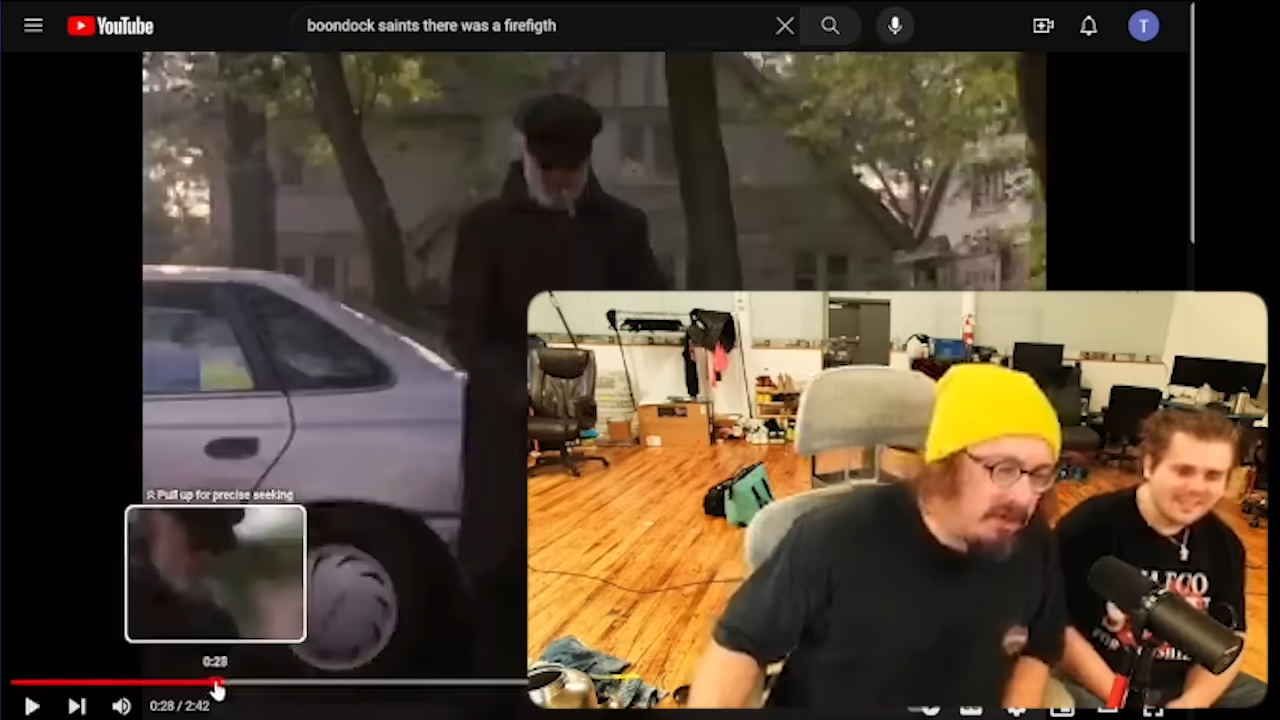 YouTube
boondock saints there was a firefigth
T
Pull up for precise seeking
0:28
0:28 / 2:42